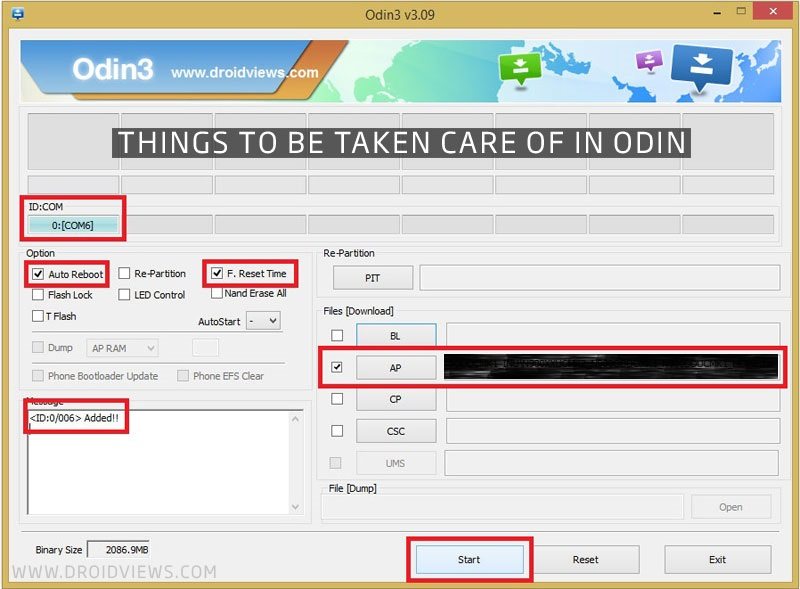 Odin3 v3.09
Odin3 www.droidviews.com
THINGS TO BE TAKEN CARE OF IN ODIN
ID:COM
0:[COM6]
Option
Auto Reboot
Re-Partition
F. Reset Time
Flash Lock
LED Control
Nand Erase All
T Flash
AutoStart
-
Dump
AP RAM
Phone Bootloader Update
Phone EFS Clear
Message
<ID:0/006> Added!!
Re-Partition
PIT
Files [Download]
BL
AP
CP
CSC
UMS
File [Dump]
Open
Binary Size
2086.9MB
Start
Reset
Exit
WWW.DROIDVIEWS.COM